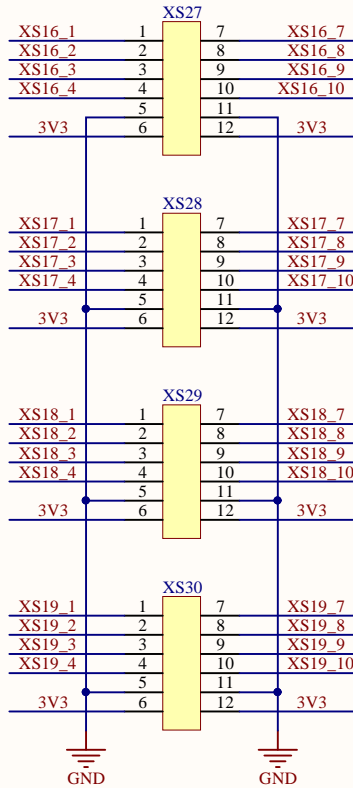 XS27
XS16_1 1 7 XS16_7
XS16_2 2 8 XS16_8
XS16_3 3 9 XS16_9
XS16_4 4 10 XS16_10
5 11
3V3 6 12 3V3
XS28
XS17_1 1 7 XS17_7
XS17_2 2 8 XS17_8
XS17_3 3 9 XS17_9
XS17_4 4 10 XS17_10
5 11
3V3 6 12 3V3
XS29
XS18_1 1 7 XS18_7
XS18_2 2 8 XS18_8
XS18_3 3 9 XS18_9
XS18_4 4 10 XS18_10
5 11
3V3 6 12 3V3
XS30
XS19_1 1 7 XS19_7
XS19_2 2 8 XS19_8
XS19_3 3 9 XS19_9
XS19_4 4 10 XS19_10
5 11
3V3 6 12 3V3
GND GND